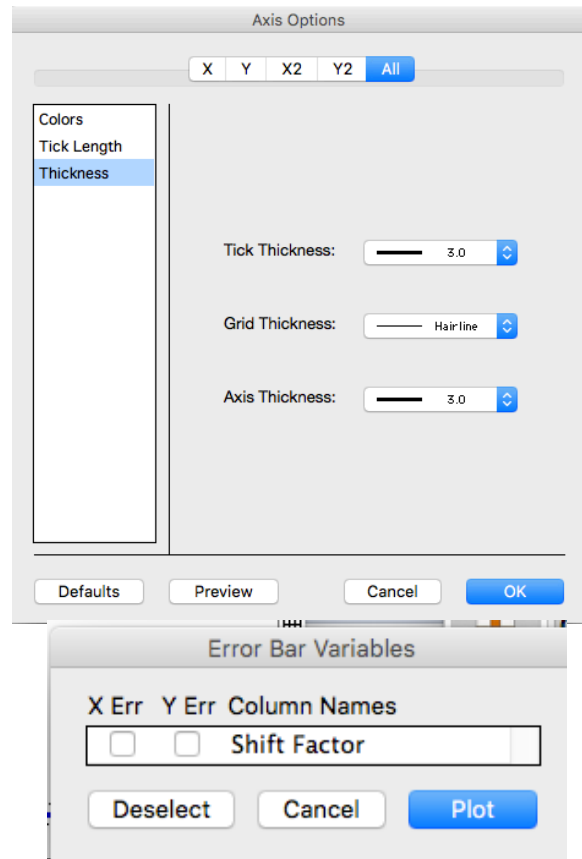 Axis Options
X Y X2 Y2 All
Colors
Tick Length
Thickness
Tick Thickness: 3.0
Grid Thickness: Hairline
Axis Thickness: 3.0
Defaults Preview Cancel OK
Error Bar Variables
X Err Y Err Column Names
Shift Factor
Deselect Cancel Plot